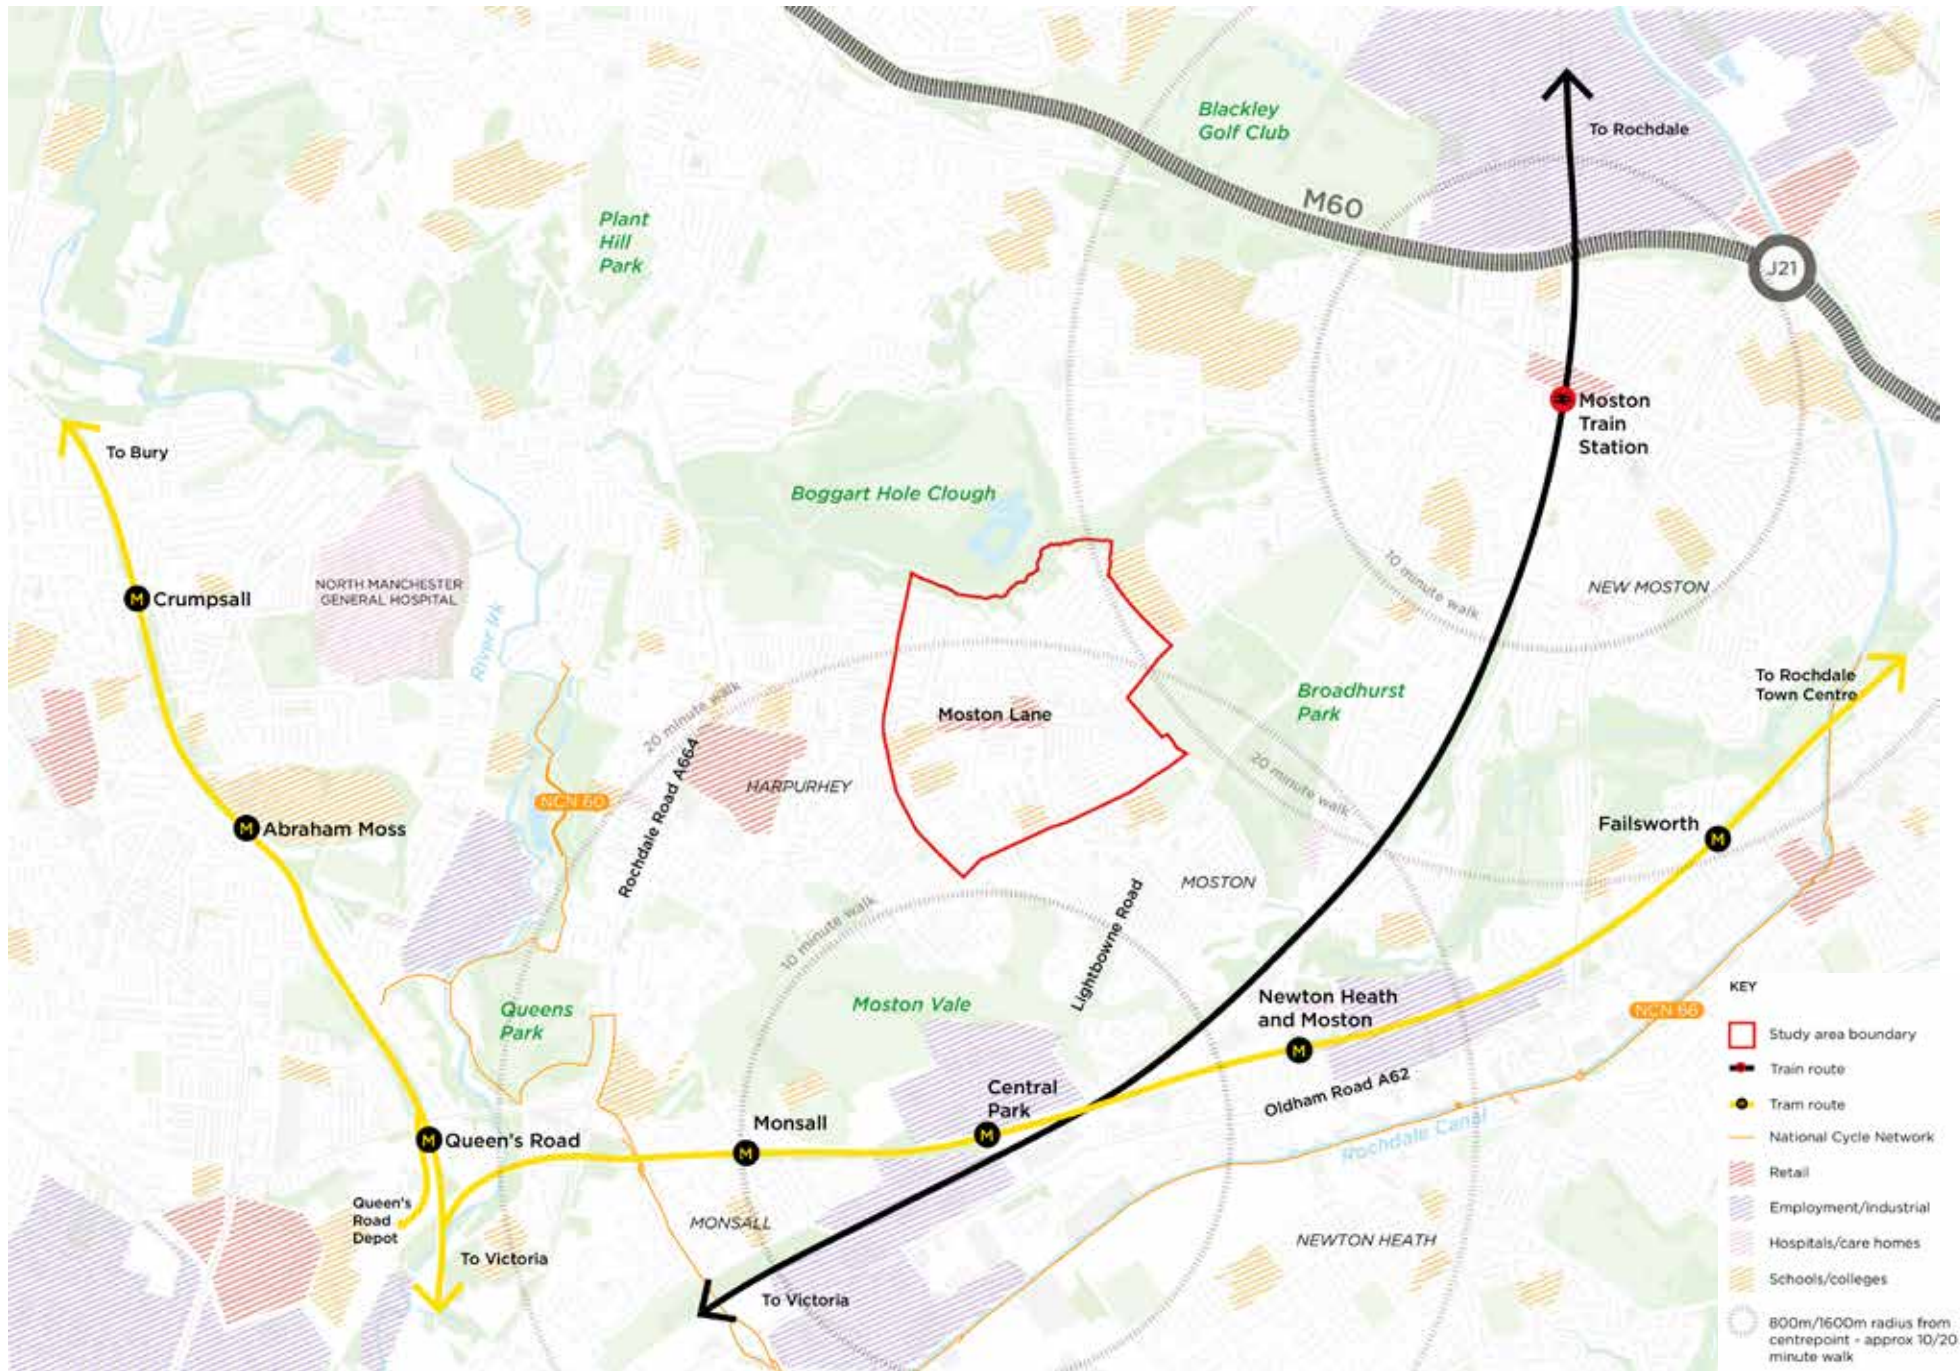 Blackley
Golf Club
To Rochdale
M60
Plant
Hill
Park
J21
Moston
Train
Station
To Bury
Boggart Hole Clough
10 minute walk
NEW MOSTON
Crumpsall
NORTH MANCHESTER
GENERAL HOSPITAL
River Irk
20 minute walk
Moston Lane
Broadhurst
Park
To Rochdale
Town Centre
Rochdale Road A664
HARPURHEY
20 minute walk
NCN 60
Abraham Moss
Failsworth
MOSTON
10 minute walk
Lightbowne Road
Queens
Park
Moston Vale
Newton Heath
and Moston
NCN 66
Oldham Road A62
Central
Park
Monsall
Queen's Road
Rochdale Canal
Queen's
Road
Depot
MONSALL
NEWTON HEATH
To Victoria
To Victoria
KEY
Study area boundary
Train route
Tram route
National Cycle Network
Retail
Employment/industrial
Hospitals/care homes
Schools/colleges
800m/1600m radius from
centrepoint - approx 10/20
minute walk
M
M
M
M
M
M
M